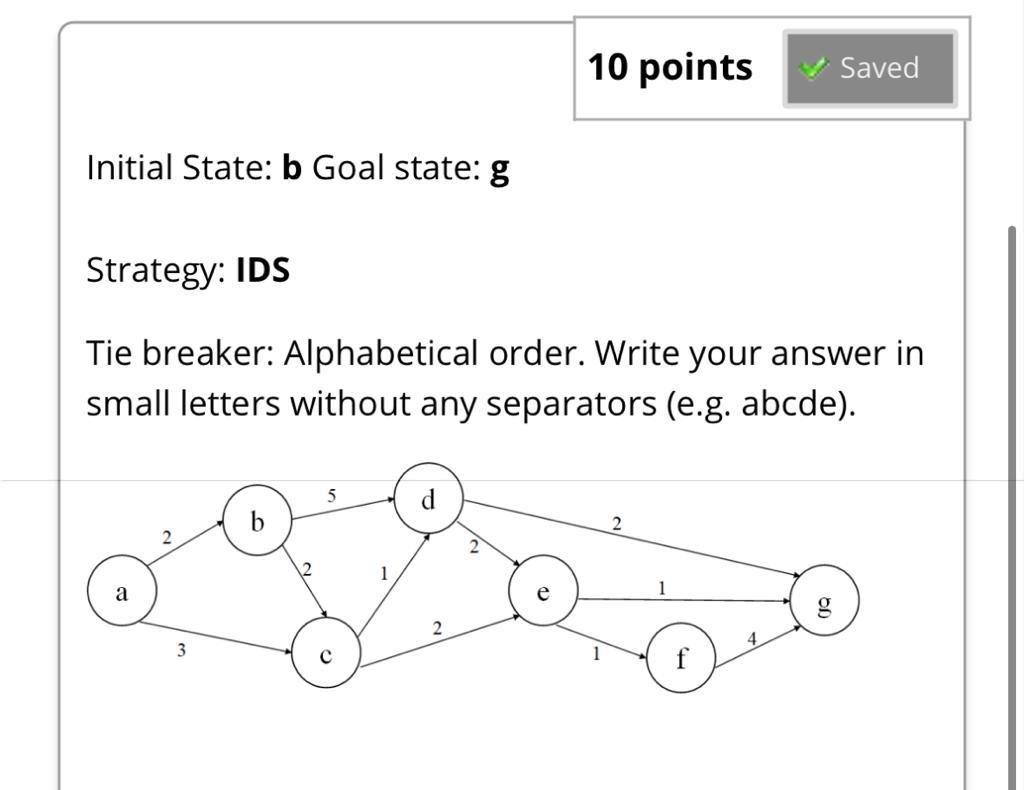 10 points
Saved
Initial State: b Goal state: g
Strategy: IDS
Tie breaker: Alphabetical order. Write your answer in
small letters without any separators (e.g. abcde).
5
d
b
2
2
2
2
1
a
1
e
g
2
3
c
4
1
f